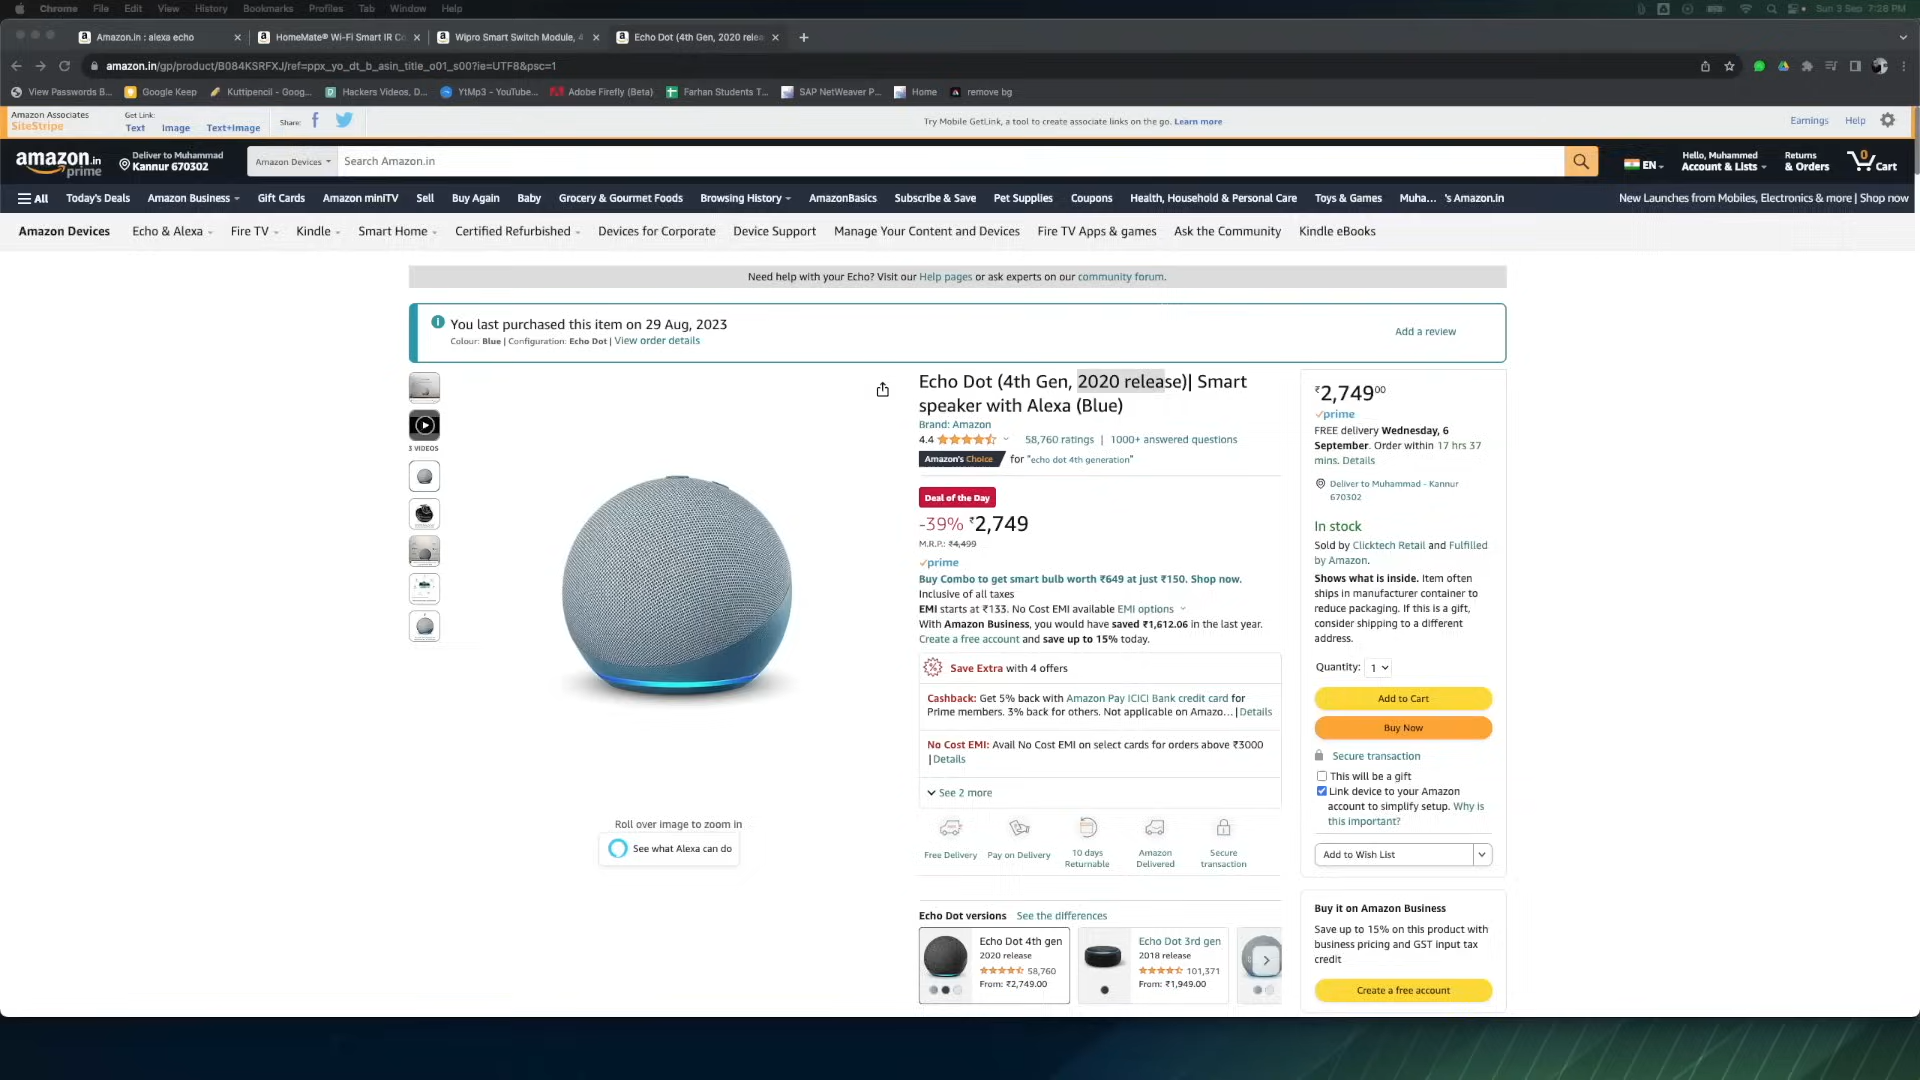 Chrome File Edit View History Bookmarks Profiles Tab Window Help
Sun 3 Sep 7:28 PM
Amazon.in : alexa echo
HomeMate® Wi-Fi Smart IR Co
Wipro Smart Switch Module, 4
Echo Dot (4th Gen, 2020 relea
amazon.in/gp/product/B084KSRFXJ/ref=ppx_yo_dt_b_asin_title_o01_s00?ie=UTF8&psc=1
View Passwords B... Google Keep Kuttipencil - Goog... Hackers Videos, D... YtMp3 - YouTube... Adobe Firefly (Beta) Farhan Students T... SAP NetWeaver P... Home remove bg
Amazon Associates
SiteStripe
Get Link:
Text Image Text+Image
Share:
Try Mobile GetLink, a tool to create associate links on the go. Learn more
Earnings Help
amazon.in
prime
Deliver to Muhammad
Kannur 670302
Amazon Devices
Search Amazon.in
EN
Hello, Muhammed
Account & Lists
Returns
& Orders
0
Cart
All Today's Deals Amazon Business Gift Cards Amazon miniTV Sell Buy Again Baby Grocery & Gourmet Foods Browsing History AmazonBasics Subscribe & Save Pet Supplies Coupons Health, Household & Personal Care Toys & Games Muha... 's Amazon.in
New Launches from Mobiles, Electronics & more | Shop now
Amazon Devices Echo & Alexa Fire TV Kindle Smart Home Certified Refurbished Devices for Corporate Device Support Manage Your Content and Devices Fire TV Apps & games Ask the Community Kindle eBooks
Need help with your Echo? Visit our Help pages or ask experts on our community forum.
You last purchased this item on 29 Aug, 2023
Colour: Blue | Configuration: Echo Dot | View order details
Add a review
3 VIDEOS
Roll over image to zoom in
See what Alexa can do
Echo Dot (4th Gen, 2020 release)| Smart
speaker with Alexa (Blue)
Brand: Amazon
4.4 58,760 ratings | 1000+ answered questions
Amazon's Choice for "echo dot 4th generation"
Deal of the Day
-39% ₹2,749
M.R.P.: ₹4,499
prime
Buy Combo to get smart bulb worth ₹649 at just ₹150. Shop now.
Inclusive of all taxes
EMI starts at ₹133. No Cost EMI available EMI options
With Amazon Business, you would have saved ₹1,612.06 in the last year.
Create a free account and save up to 15% today.
Save Extra with 4 offers
Cashback: Get 5% back with Amazon Pay ICICI Bank credit card for
Prime members. 3% back for others. Not applicable on Amazo... | Details
No Cost EMI: Avail No Cost EMI on select cards for orders above ₹3000
| Details
See 2 more
Free Delivery
Pay on Delivery
10 days
Returnable
Amazon
Delivered
Secure
transaction
Echo Dot versions See the differences
Echo Dot 4th gen
2020 release
58,760
From: ₹2,749.00
Echo Dot 3rd gen
2018 release
101,371
From: ₹1,949.00
₹2,74900
prime
FREE delivery Wednesday, 6
September. Order within 17 hrs 37
mins. Details
Deliver to Muhammad - Kannur
670302
In stock
Sold by Clicktech Retail and Fulfilled
by Amazon.
Shows what is inside. Item often
ships in manufacturer container to
reduce packaging. If this is a gift,
consider shipping to a different
address.
Quantity: 1
Add to Cart
Buy Now
Secure transaction
This will be a gift
Link device to your Amazon
account to simplify setup. Why is
this important?
Add to Wish List
Buy it on Amazon Business
Save up to 15% on this product with
business pricing and GST input tax
credit
Create a free account